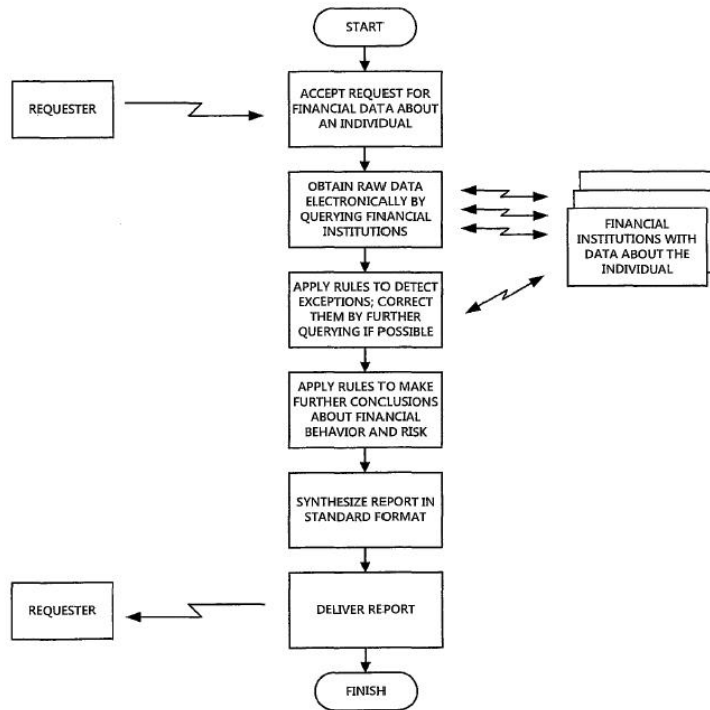 START
REQUESTER
ACCEPT REQUEST FOR
FINANCIAL DATA ABOUT
AN INDIVIDUAL
OBTAIN RAW DATA
ELECTRONICALLY BY
QUERYING FINANCIAL
INSTITUTIONS
FINANCIAL
INSTITUTIONS WITH
DATA ABOUT THE
INDIVIDUAL
APPLY RULES TO DETECT
EXCEPTIONS; CORRECT
THEM BY FURTHER
QUERYING IF POSSIBLE
APPLY RULES TO MAKE
FURTHER CONCLUSIONS
ABOUT FINANCIAL
BEHAVIOR AND RISK
SYNTHESIZE REPORT IN
STANDARD FORMAT
REQUESTER
DELIVER REPORT
FINISH